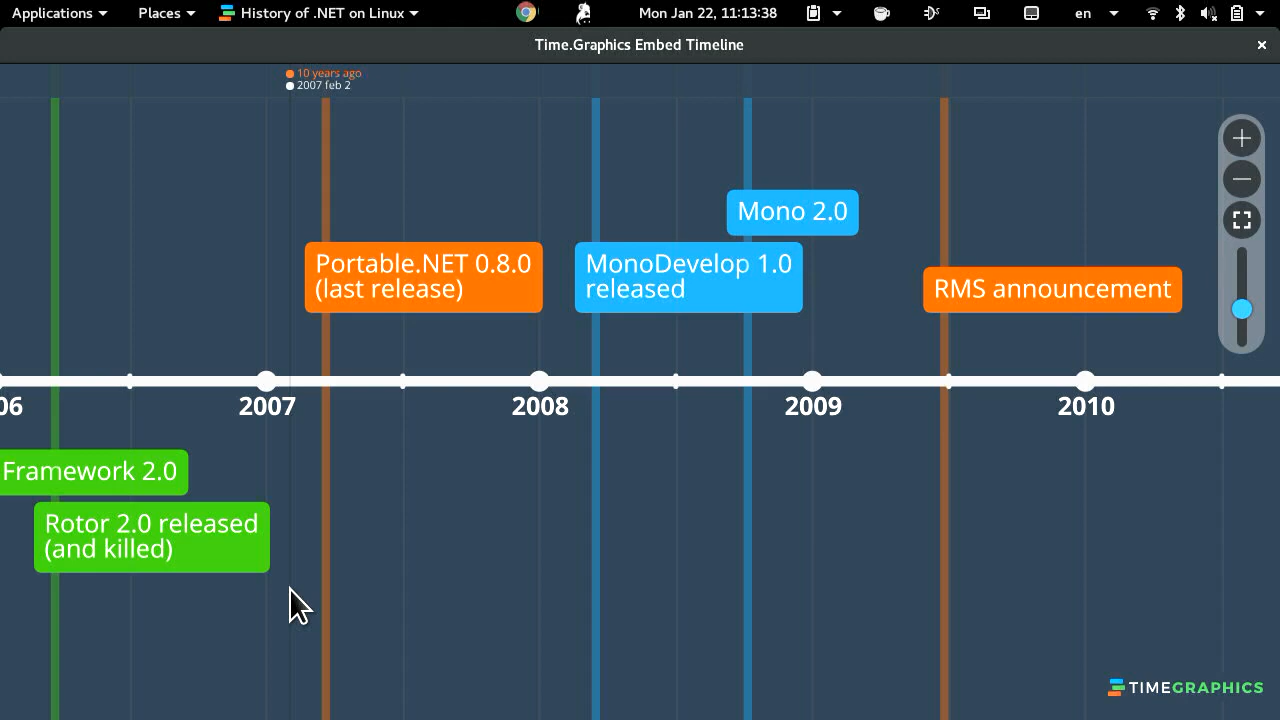 Applications Places History of .NET on Linux Mon Jan 22, 11:13:38 en
Time.Graphics Embed Timeline
10 years ago
2007 feb 2
Mono 2.0
Portable.NET 0.8.0
(last release)
MonoDevelop 1.0
released
RMS announcement
06 2007 2008 2009 2010
Framework 2.0
Rotor 2.0 released
(and killed)
TIMEGRAPHICS